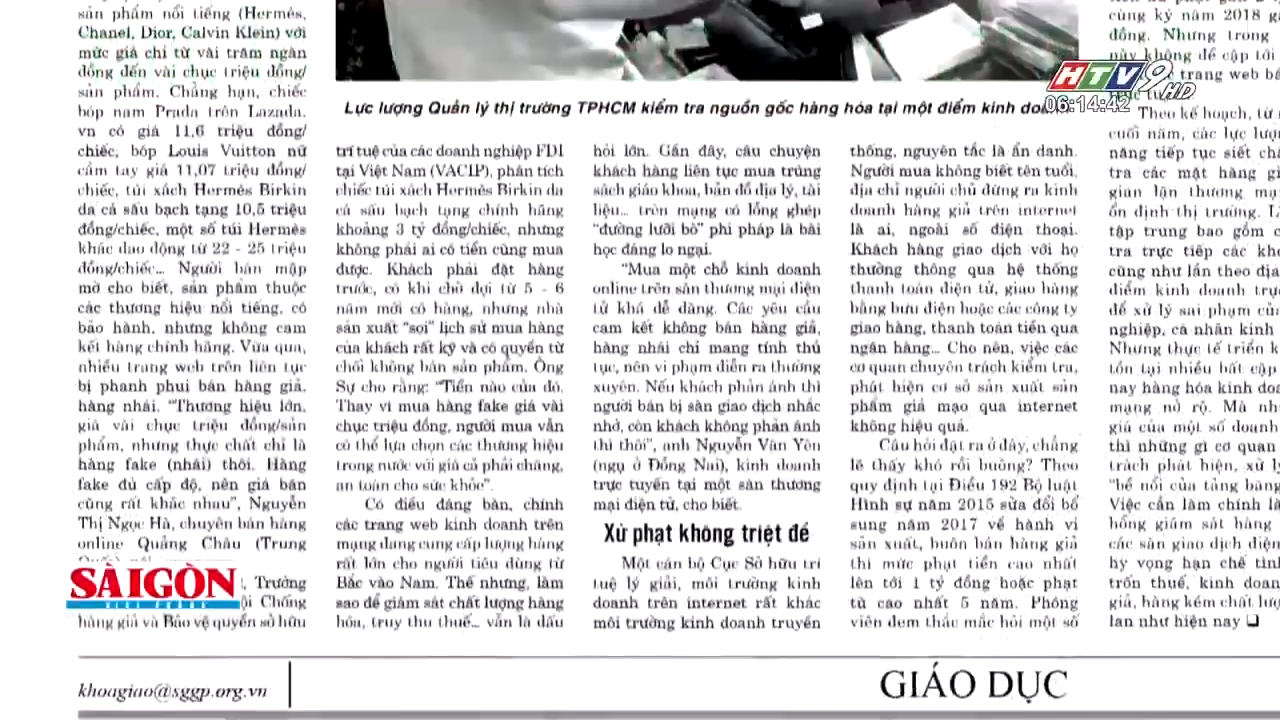 sản phẩm nổi tiếng (Hermès,
Chanel, Dior, Calvin Klein) với
mức giá chỉ từ vài trăm ngàn
đồng đến vài chục triệu đồng/
sản phẩm. Chẳng hạn, chiếc
bóp nam Prada trên Lazada.
vn có giá 11,6 triệu đồng/
chiếc, bóp Louis Vuitton nữ
cầm tay giá 11,07 triệu đồng/
chiếc, túi xách Hermès Birkin
da cá sấu bạch tạng 10,5 triệu
đồng/chiếc, một số túi Hermès
khác dao động từ 22 - 25 triệu
đồng/chiếc... Người bán mập
mờ cho biết, sản phẩm thuộc
các thương hiệu nổi tiếng, có
bảo hành, nhưng không cam
kết hàng chính hãng. Vừa qua,
nhiều trang web trên liên tục
bị phanh phui bán hàng giả,
hàng nhái. “Thương hiệu lớn,
giá vài chục triệu đồng/sản
phẩm, nhưng thực chất chỉ là
hàng fake (nhái) thôi. Hàng
fake đủ cấp độ, nên giá bán
cũng rất khác nhau”, Nguyễn
Thị Ngọc Hà, chuyên bán hàng
online Quảng Châu (Trung
, Trưởng
ội Chống
hàng giả và Bảo vệ quyền sở hữu
SÀI GÒN
GIẢI PHÓNG
Lực lượng Quản lý thị trường TPHCM kiểm tra nguồn gốc hàng hóa tại một điểm kinh doanh
trí tuệ của các doanh nghiệp FDI
tại Việt Nam (VACIP), phân tích
chiếc túi xách Hermès Birkin da
cá sấu bạch tạng chính hãng
khoảng 3 tỷ đồng/chiếc, nhưng
không phải ai có tiền cũng mua
được. Khách phải đặt hàng
trước, có khi chờ đợi từ 5 - 6
năm mới có hàng, nhưng nhà
sản xuất “soi” lịch sử mua hàng
của khách rất kỹ và có quyền từ
chối không bán sản phẩm. Ông
Sự cho rằng: “Tiền nào của đó.
Thay vì mua hàng fake giá vài
chục triệu đồng, người mua vẫn
có thể lựa chọn các thương hiệu
trong nước với giá cả phải chăng,
an toàn cho sức khỏe”.
Có điều đáng bàn, chính
các trang web kinh doanh trên
mạng đang cung cấp lượng hàng
rất lớn cho người tiêu dùng từ
Bắc vào Nam. Thế nhưng, làm
sao để giám sát chất lượng hàng
hóa, truy thu thuế... vẫn là dấu
hỏi lớn. Gần đây, câu chuyện
khách hàng liên tục mua trúng
sách giáo khoa, bản đồ địa lý, tài
liệu... trên mạng có lồng ghép
“đường lưỡi bò” phi pháp là bài
học đáng lo ngại.
“Mua một chỗ kinh doanh
online trên sàn thương mại điện
tử khá dễ dàng. Các yêu cầu
cam kết không bán hàng giả,
hàng nhái chỉ mang tính thủ
tục, nên vi phạm diễn ra thường
xuyên. Nếu khách phản ánh thì
người bán bị sàn giao dịch nhắc
nhở, còn khách không phản ánh
thì thôi”, anh Nguyễn Văn Yên
(ngụ ở Đồng Nai), kinh doanh
trực tuyến tại một sàn thương
mại điện tử, cho biết.
Xử phạt không triệt để
Một cán bộ Cục Sở hữu trí
tuệ lý giải, môi trường kinh
doanh trên internet rất khác
môi trường kinh doanh truyền
thống, nguyên tắc là ẩn danh.
Người mua không biết tên tuổi,
địa chỉ người chủ đứng ra kinh
doanh hàng giả trên internet
là ai, ngoài số điện thoại.
Khách hàng giao dịch với họ
thường thông qua hệ thống
thanh toán điện tử, giao hàng
bằng bưu điện hoặc các công ty
giao hàng, thanh toán tiền qua
ngân hàng... Cho nên, việc các
cơ quan chuyên trách kiểm tra,
phát hiện cơ sở sản xuất sản
phẩm giả mạo qua internet
không hiệu quả.
Câu hỏi đặt ra ở đây, chẳng
lẽ thấy khó rồi buông? Theo
quy định tại Điều 192 Bộ luật
Hình sự năm 2015 sửa đổi bổ
sung năm 2017 về hành vi
sản xuất, buôn bán hàng giả
thì mức phạt tiền cao nhất
lên tới 1 tỷ đồng hoặc phạt
tù cao nhất 5 năm. Phóng
viên đem thắc mắc hỏi một số
cùng kỳ năm 2018 g
đồng. Nhưng trong
này không đề cập tới
trang web bá
Theo kế hoạch, từ
cuối năm, các lực lượ
năng tiếp tục siết ch
tra các mặt hàng gi
gian lận thương mạ
ổn định thị trường. L
tập trung bao gồm c
tra trực tiếp các kh
cũng như lần theo địa
điểm kinh doanh trự
để xử lý sai phạm củ
nghiệp, cá nhân kinh
Nhưng thực tế triển k
tồn tại nhiều bất cập
nay hàng hóa kinh doa
mạng nở rộ. Mà nh
giá của một số doanh
thì những gì cơ quan
trách phát hiện, xử l
“bề nổi của tảng băng
Việc cần làm chính là
hổng giám sát hàng
các sàn giao dịch điện
hy vọng hạn chế tình
trốn thuế, kinh doan
giả, hàng kém chất lượ
lan như hiện nay ❏
HTV9 HD
06:14:42
khoagiao@sggp.org.vn
GIÁO DỤC